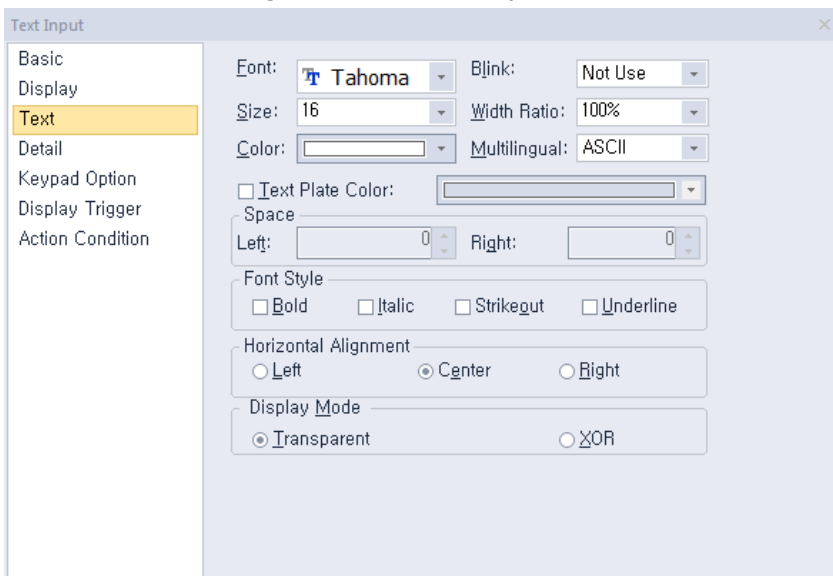 Text Input
Basic
Display
Text
Detail
Keypad Option
Display Trigger
Action Condition
Font: Tahoma Blink: Not Use
Size: 16 Width Ratio: 100%
Color: Multilingual: ASCII
Text Plate Color:
Space
Left: 0 Right: 0
Font Style
Bold Italic Strikeout Underline
Horizontal Alignment
Left Center Right
Display Mode
Transparent XOR